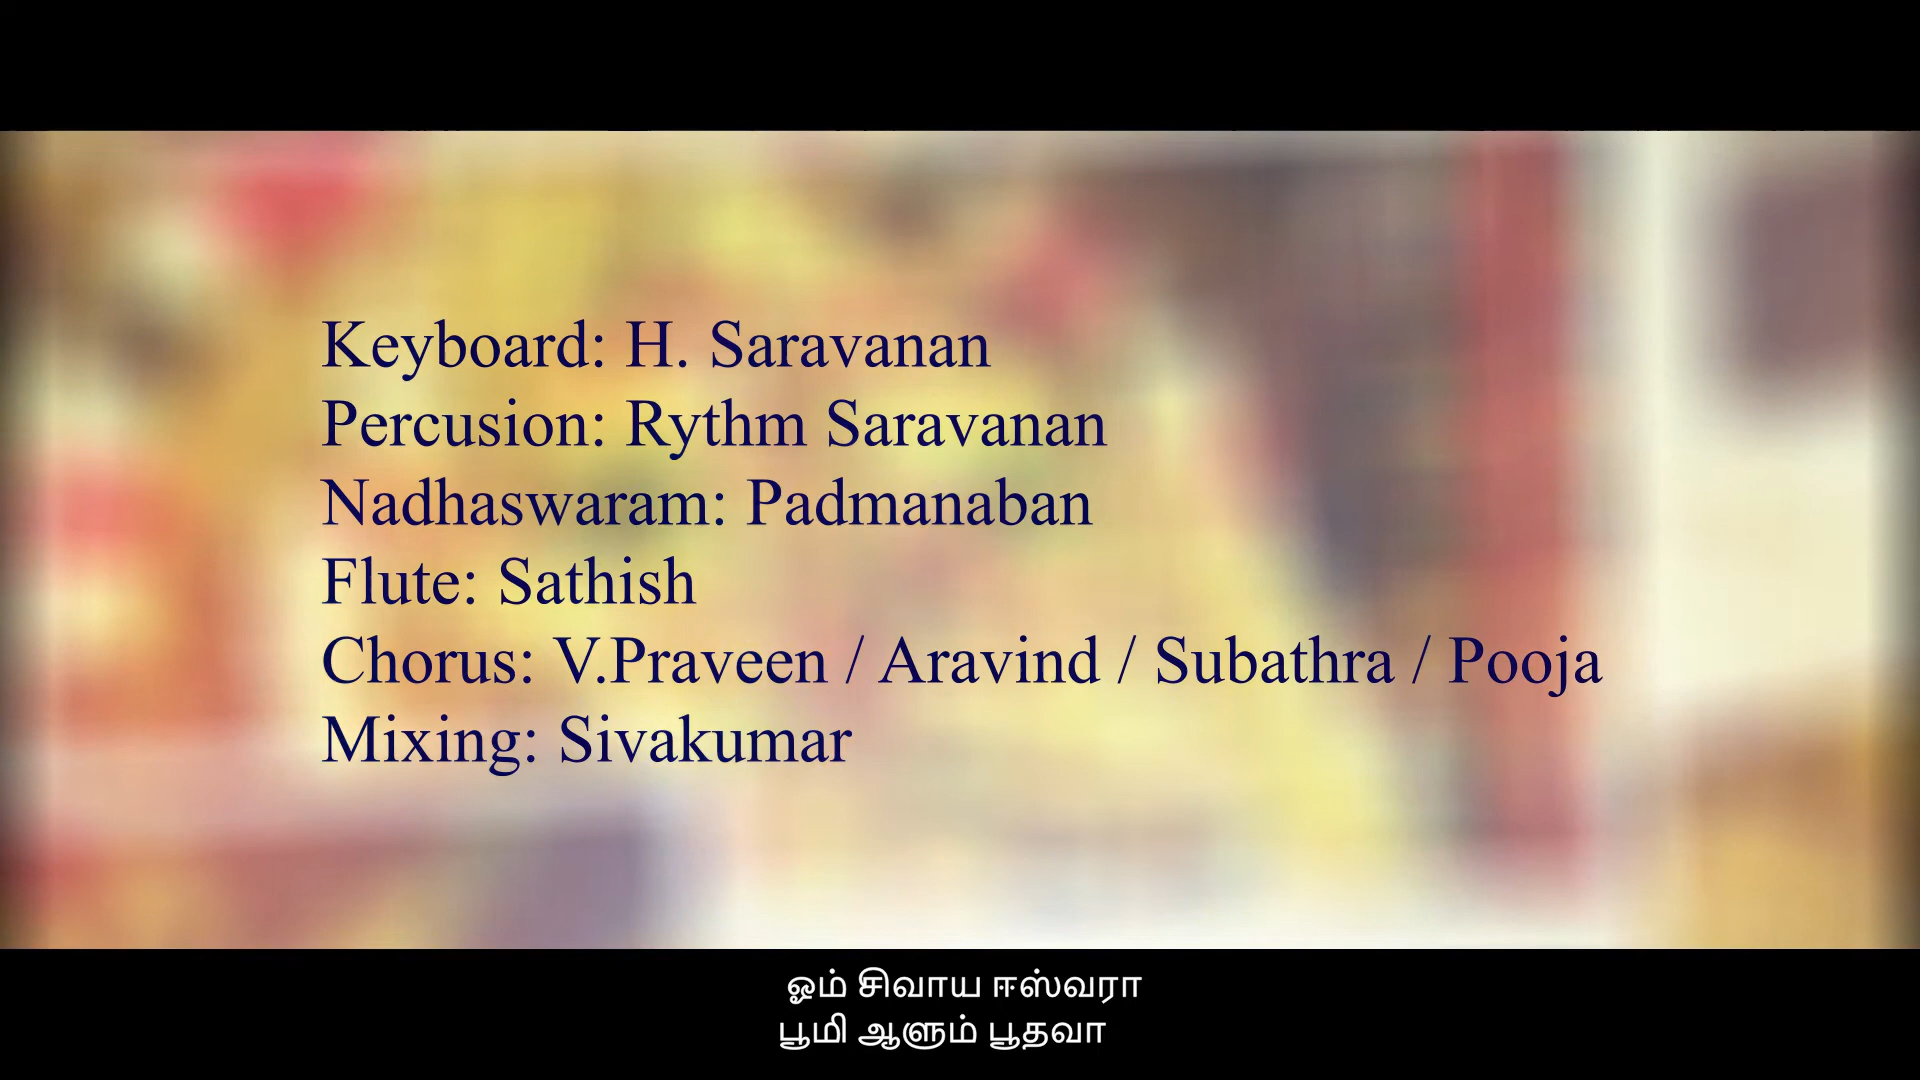 Keyboard: H. Saravanan
Percusion: Rythm Saravanan
Nadhaswaram: Padmanaban
Flute: Sathish
Chorus: V.Praveen / Aravind / Subathra / Pooja
Mixing: Sivakumar
ஓம் சிவாய ஈஸ்வரா
பூமி ஆளும் பூதவா